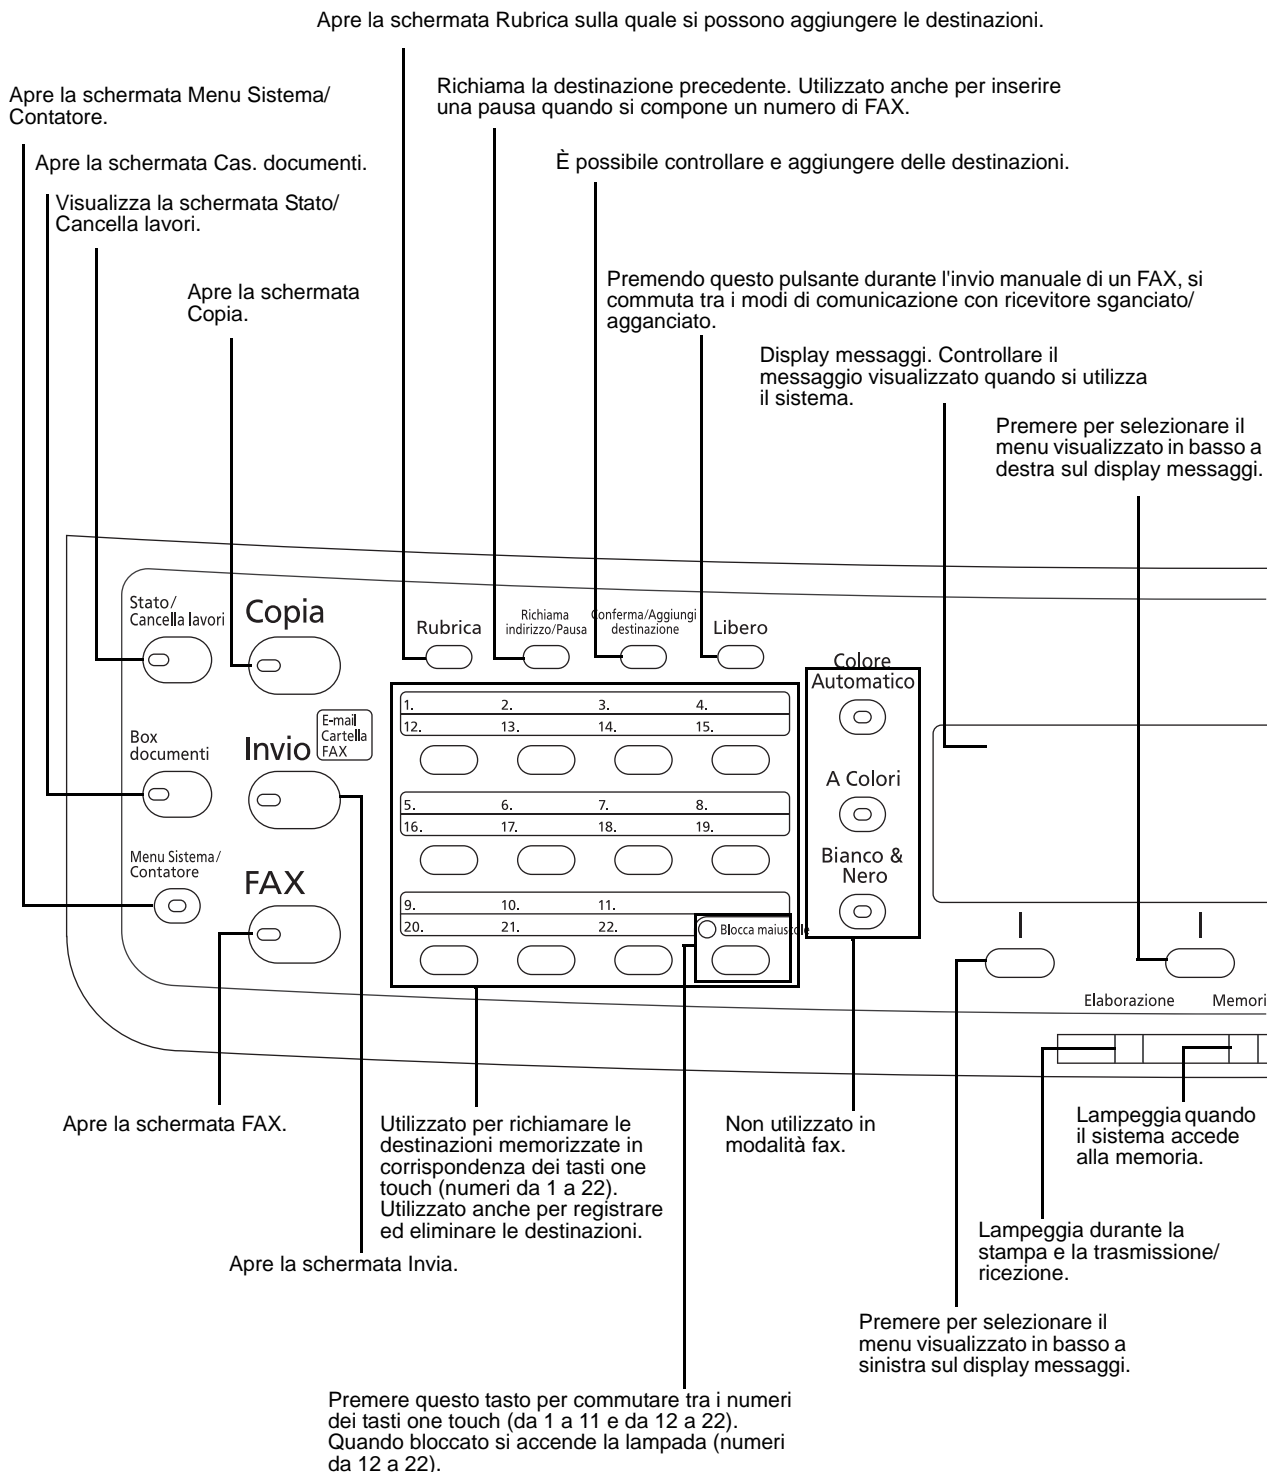 Apre la schermata Rubrica sulla quale si possono aggiungere le destinazioni.
Richiama la destinazione precedente. Utilizzato anche per inserire
una pausa quando si compone un numero di FAX.
Apre la schermata Menu Sistema/
Contatore.
Apre la schermata Cas. documenti.
È possibile controllare e aggiungere delle destinazioni.
Visualizza la schermata Stato/
Cancella lavori.
Premendo questo pulsante durante l'invio manuale di un FAX, si
commuta tra i modi di comunicazione con ricevitore sganciato/
agganciato.
Apre la schermata
Copia.
Display messaggi. Controllare il
messaggio visualizzato quando si utilizza
il sistema.
Premere per selezionare il
menu visualizzato in basso a
destra sul display messaggi.
Stato/
Cancella lavori
Copia
Rubrica
Richiama
indirizzo/Pausa
Conferma/Aggiungi
destinazione
Libero
Colore
Automatico
1. 2. 3. 4.
12. 13. 14. 15.
Box
documenti
Invio
E-mail
Cartella
FAX
A Colori
5. 6. 7. 8.
16. 17. 18. 19.
Menu Sistema/
Contatore
FAX
Bianco &
Nero
9. 10. 11.
20. 21. 22.
Blocca maiuscole
Elaborazione
Memori
Apre la schermata FAX.
Utilizzato per richiamare le
destinazioni memorizzate in
corrispondenza dei tasti one
touch (numeri da 1 a 22).
Utilizzato anche per registrare
ed eliminare le destinazioni.
Non utilizzato in
modalità fax.
Lampeggia quando
il sistema accede
alla memoria.
Lampeggia durante la
stampa e la trasmissione/
ricezione.
Apre la schermata Invia.
Premere per selezionare il
menu visualizzato in basso a
sinistra sul display messaggi.
Premere questo tasto per commutare tra i numeri
dei tasti one touch (da 1 a 11 e da 12 a 22).
Quando bloccato si accende la lampada (numeri
da 12 a 22).